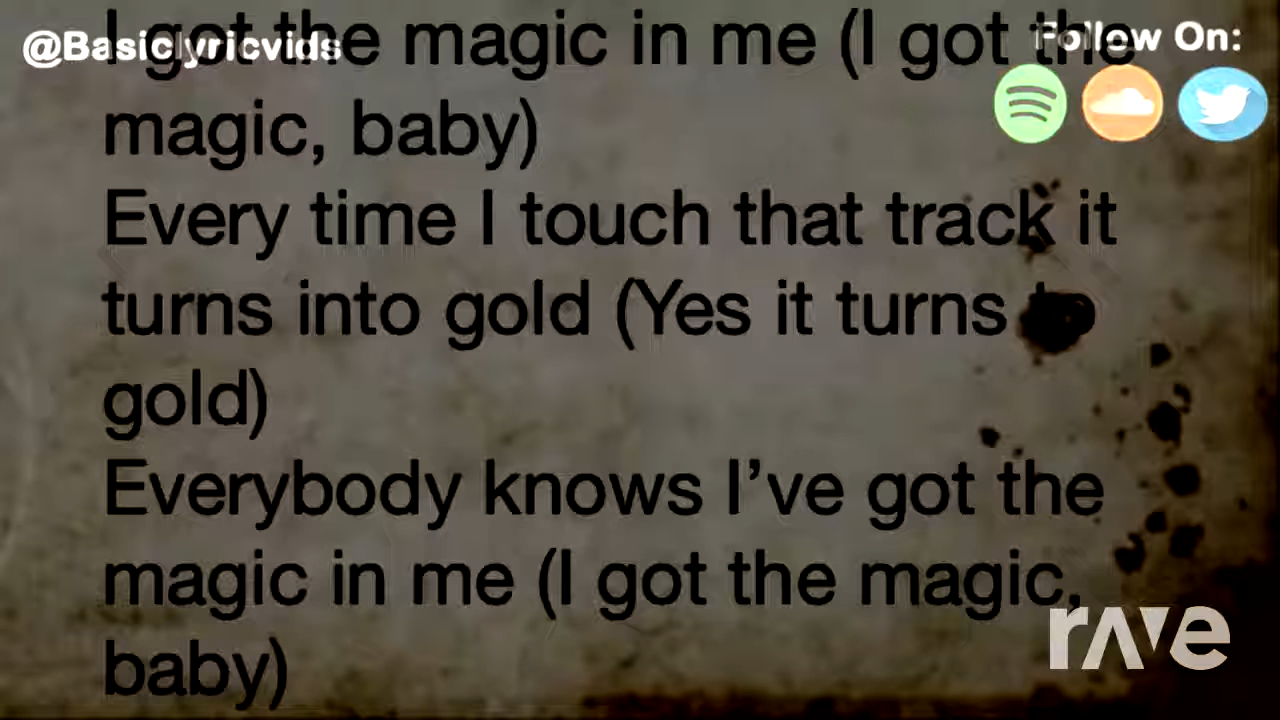 @Basiclyricvids
Follow On:
I got the magic in me (I got the
magic, baby)
Every time I touch that track it
turns into gold (Yes it turns to
gold)
Everybody knows I’ve got the
magic in me (I got the magic,
baby)
rave